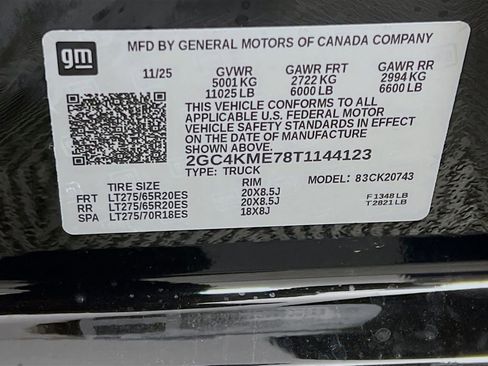 gm
MFD BY GENERAL MOTORS OF CANADA COMPANY
11/25 GVWR GAWR FRT GAWR RR
5001 KG 2722 KG 2994 KG
11025 LB 6000 LB 6600 LB
THIS VEHICLE CONFORMS TO ALL
APPLICABLE U.S. FEDERAL MOTOR
VEHICLE SAFETY STANDARDS IN EFFECT
ON THE DATE OF MANUFACTURE
SHOWN ABOVE.
2GC4KME78T1144123
TYPE: TRUCK
TIRE SIZE RIM MODEL: 83CK20743
FRT LT275/65R20ES 20X8.5J F 1348 LB
RR LT275/65R20ES 20X8.5J T 2821 LB
SPA LT275/70R18ES 18X8J